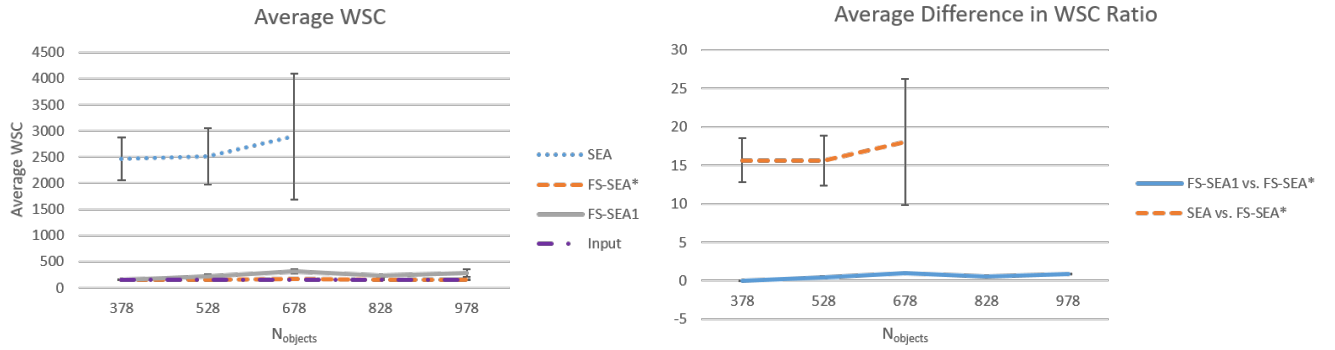 Average WSC
4500
4000
3500
3000
2500
2000
1500
1000
500
0
Average WSC
378 528 678 828 978
Nobjects
SEA
FS-SEA*
FS-SEA1
Input
Average Difference in WSC Ratio
30
25
20
15
10
5
0
-5
378 528 678 828 978
Nobjects
FS-SEA1 vs. FS-SEA*
SEA vs. FS-SEA*